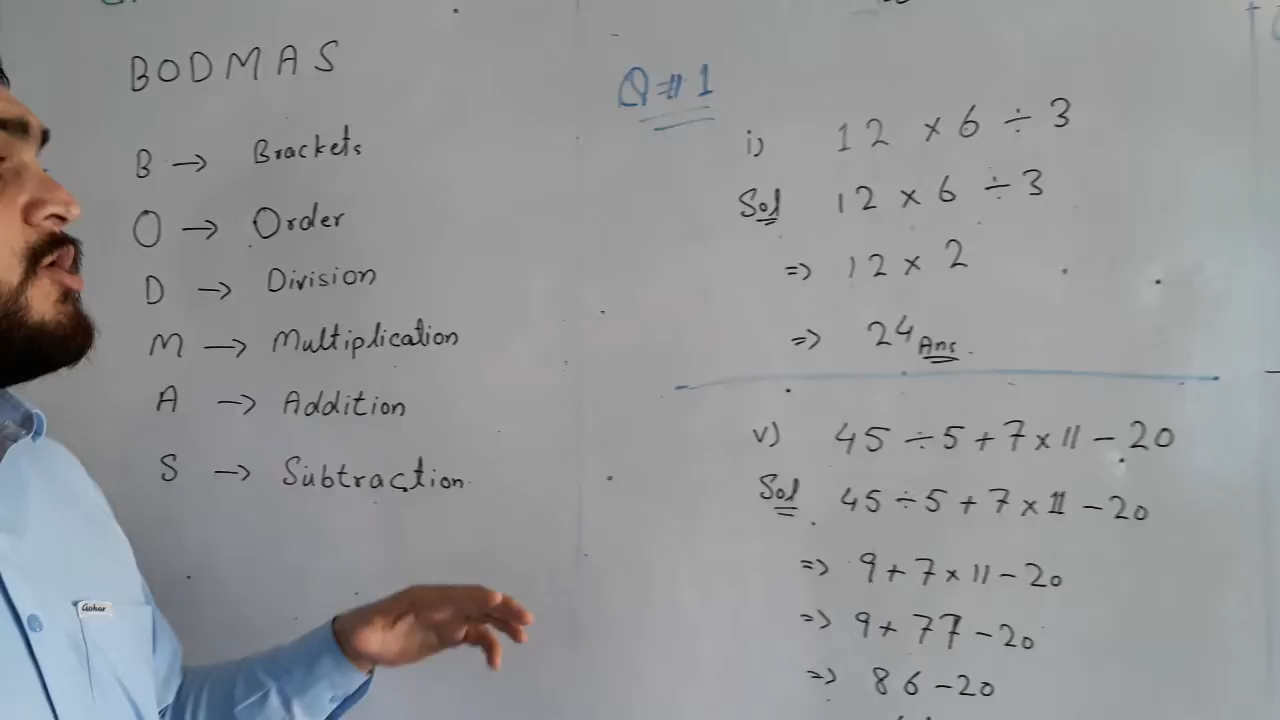 BODMAS
B → Brackets
O → Order
D → Division
M → Multiplication
A → Addition
S → Subtraction
Q # 1
i) 12 × 6 ÷ 3
Sol 12 × 6 ÷ 3
=> 12 × 2
=> 24 Ans.
v) 45 ÷ 5 + 7 × 11 - 20
Sol 45 ÷ 5 + 7 × 11 - 20
=> 9 + 7 × 11 - 20
=> 9 + 77 - 20
=> 86 - 20